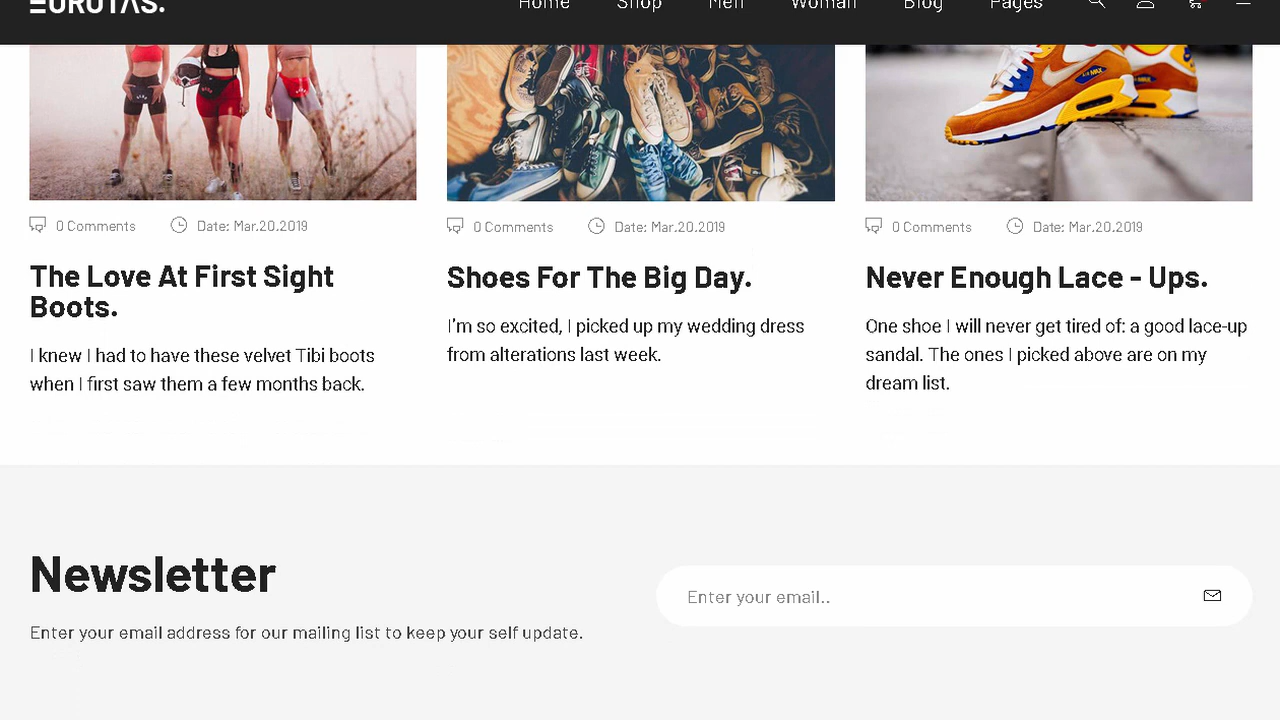 EUROTAS.
Home Shop Men Woman Blog Pages
AIR MAX
0 Comments Date: Mar.20.2019
The Love At First Sight
Boots.
I knew I had to have these velvet Tibi boots
when I first saw them a few months back.
0 Comments Date: Mar.20.2019
Shoes For The Big Day.
I'm so excited, I picked up my wedding dress
from alterations last week.
0 Comments Date: Mar.20.2019
Never Enough Lace - Ups.
One shoe I will never get tired of: a good lace-up
sandal. The ones I picked above are on my
dream list.
Newsletter
Enter your email address for our mailing list to keep your self update.
Enter your email..